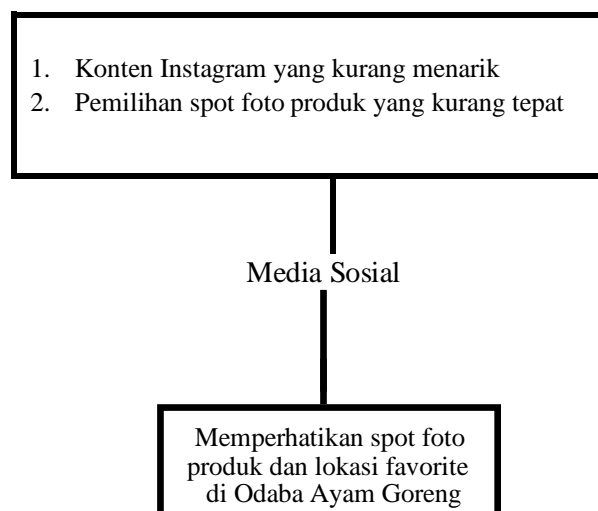 1. Konten Instagram yang kurang menarik
2. Pemilihan spot foto produk yang kurang tepat
Media Sosial
Memperhatikan spot foto
produk dan lokasi favorite
di Odaba Ayam Goreng